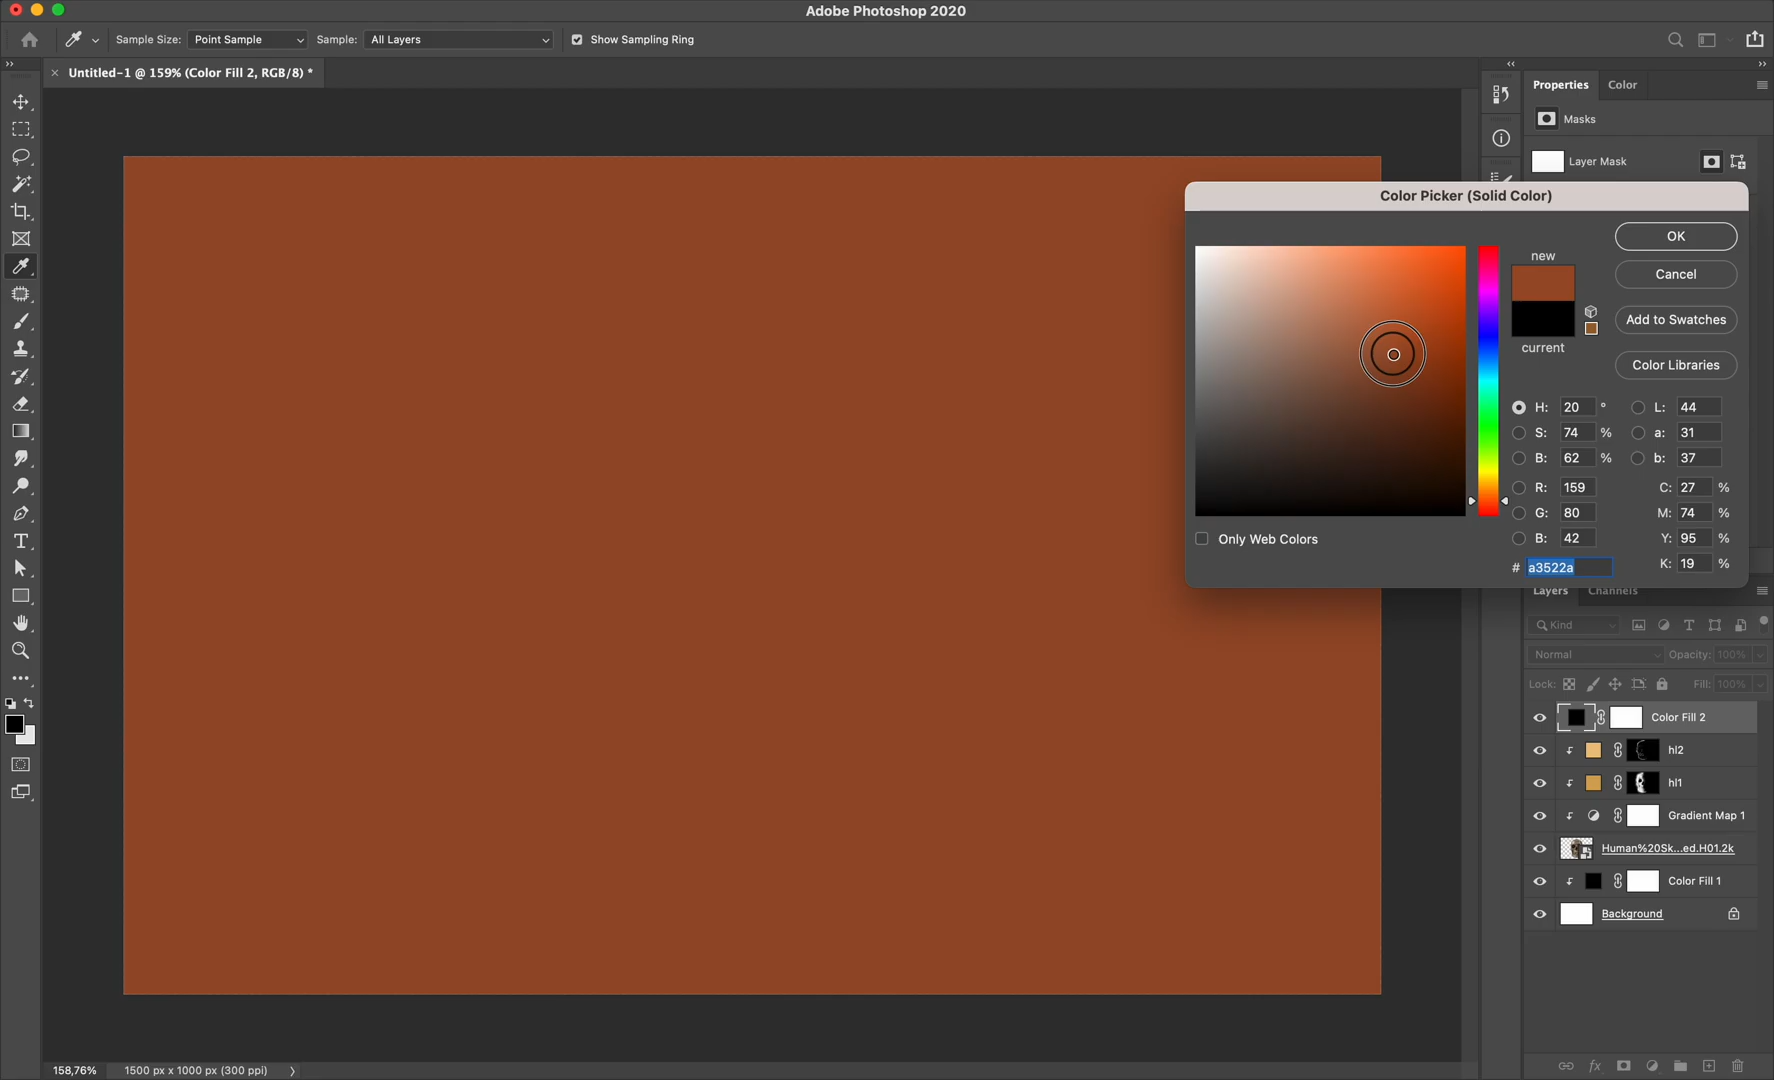 Adobe Photoshop 2020
Sample Size: Point Sample Sample: All Layers Show Sampling Ring
Untitled-1 @ 159% (Color Fill 2, RGB/8) *
Properties Color
Masks
Layer Mask
Color Picker (Solid Color)
new
current
OK
Cancel
Add to Swatches
Color Libraries
H: 20 ° L: 44
S: 74 % a: 31
B: 62 % b: 37
R: 159 C: 27 %
G: 80 M: 74 %
B: 42 Y: 95 %
# a3522a K: 19 %
Only Web Colors
Layers Channels
Kind
Normal Opacity: 100%
Lock: Fill: 100%
Color Fill 2
hl2
hl1
Gradient Map 1
Human%20Sk...ed.H01.2k
Color Fill 1
Background
158,76% 1500 px x 1000 px (300 ppi)